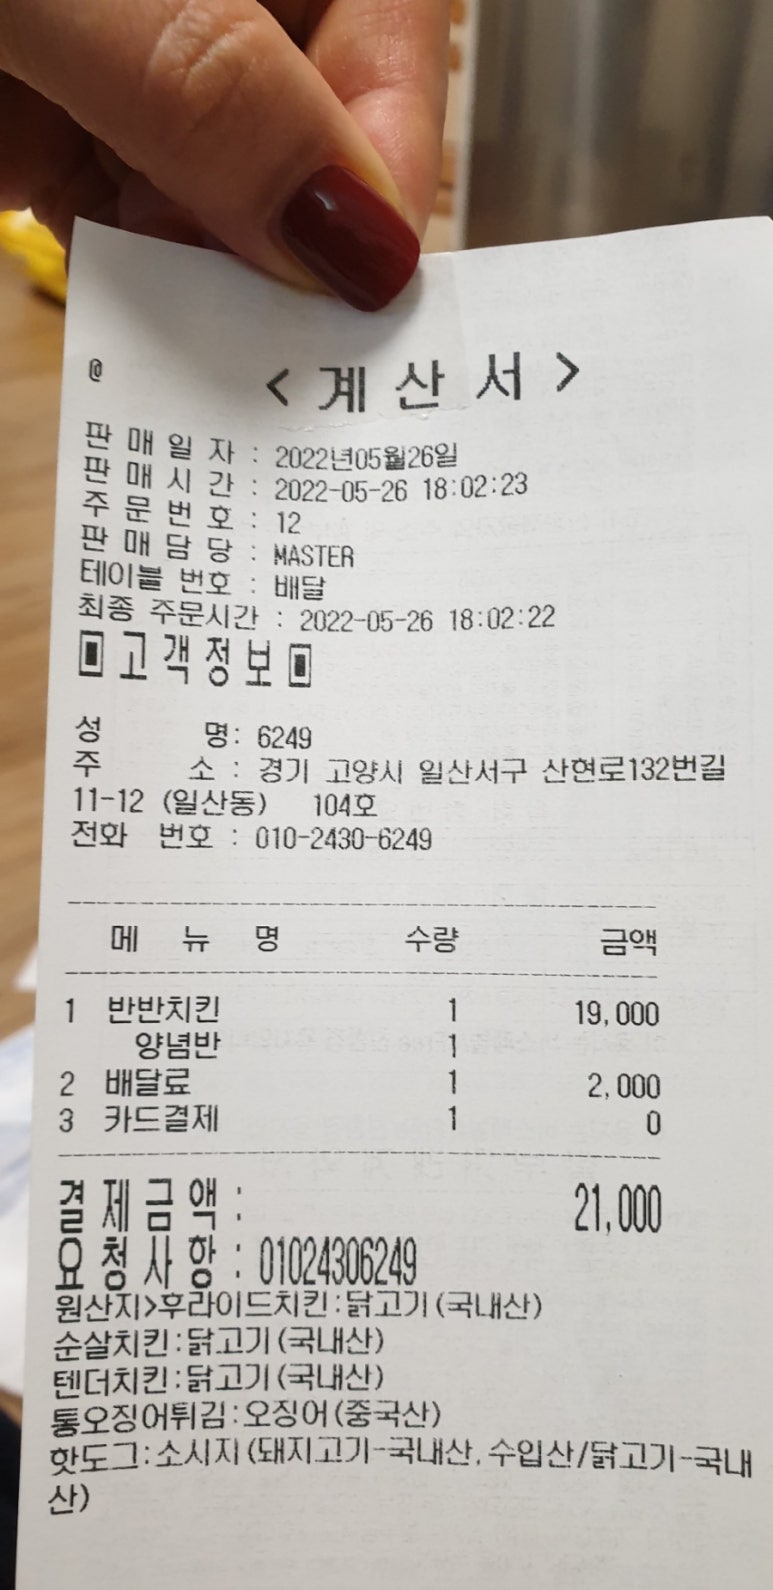 @
< 계 산 서 >
판 매 일 자 : 2022년05월26일
판 매 시 간 : 2022-05-26 18:02:23
주 문 번 호 : 12
판 매 담 당 : MASTER
테이블 번호 : 배달
최종 주문시간 : 2022-05-26 18:02:22
고객정보
성 명: 6249
주 소 : 경기 고양시 일산서구 산현로132번길
11-12 (일산동) 104호
전화 번호 : 010-2430-6249
메 뉴 명 수량 금액
1 반반치킨 1 19,000
양념반 1
2 배달료 1 2,000
3 카드결제 1 0
결제금액 : 21,000
요청사항 : 01024306249
원산지>후라이드치킨:닭고기(국내산)
순살치킨:닭고기(국내산)
텐더치킨:닭고기(국내산)
통오징어튀김:오징어(중국산)
핫도그:소시지(돼지고기-국내산, 수입산/닭고기-국내
산)